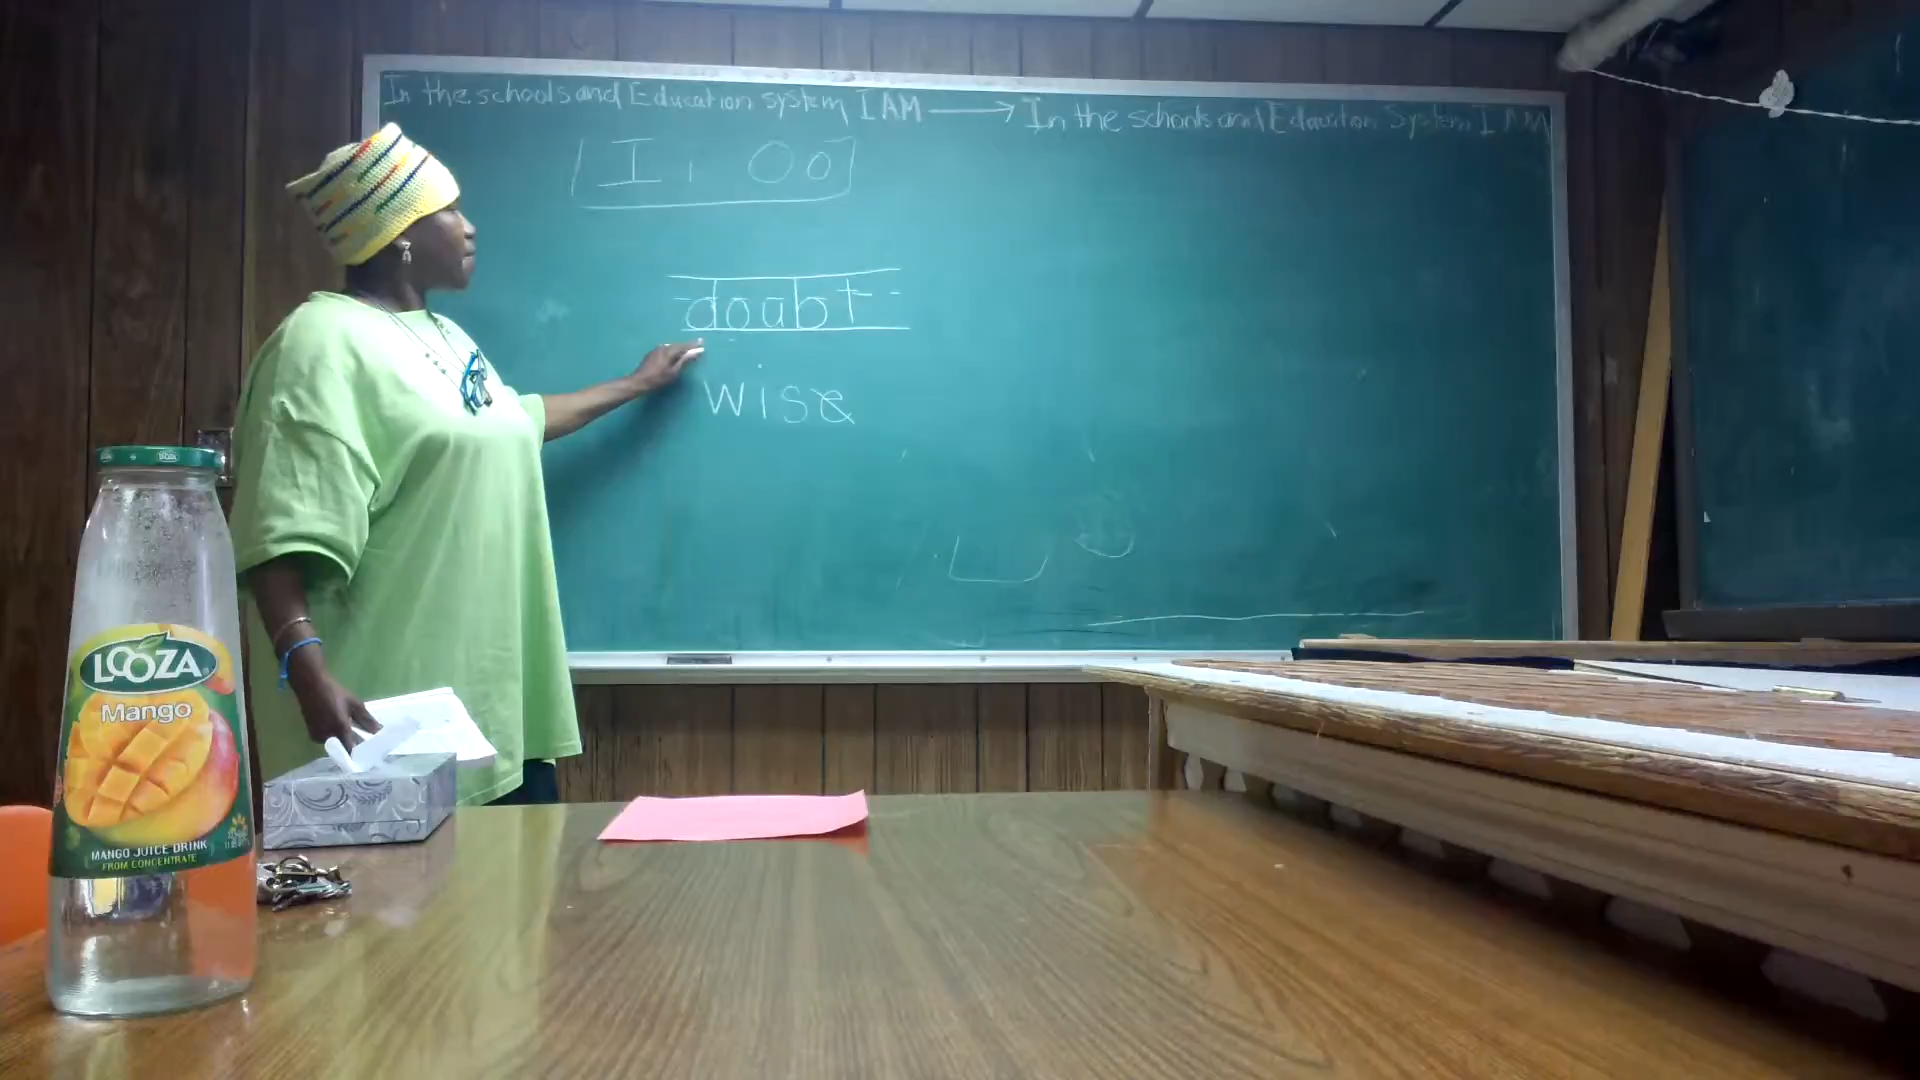 In the schools and Education system I AM → In the schools and Education System I AM
I i O o
doubt
wise
LOOZA
Mango
MANGO JUICE DRINK
FROM CONCENTRATE